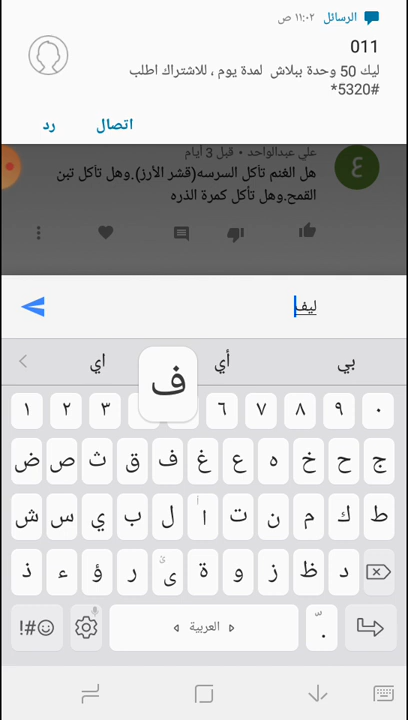 الرسائل ١١:٠٢ ص
011
ليك 50 وحدة ببلاش لمدة يوم ، للاشتراك اطلب
*5320#
رد اتصال
علي عبدالواحد • قبل 3 أيام
ع
هل الغنم تأكل السرسه(قشر الأرز).وهل تأكل تبن
القمح.وهل تأكل كمرة الذره
ليف
بي أي اي
ف
١ ٢ ٣ ٦ ٧ ٨ ٩ ٠
ض ص ث ق ف غ ع ه خ ح ج
ش س ي ب ل ا ت ن م ك ط
ذ ء ؤ ر ى ة و ز ظ د
!#☺ العربية .